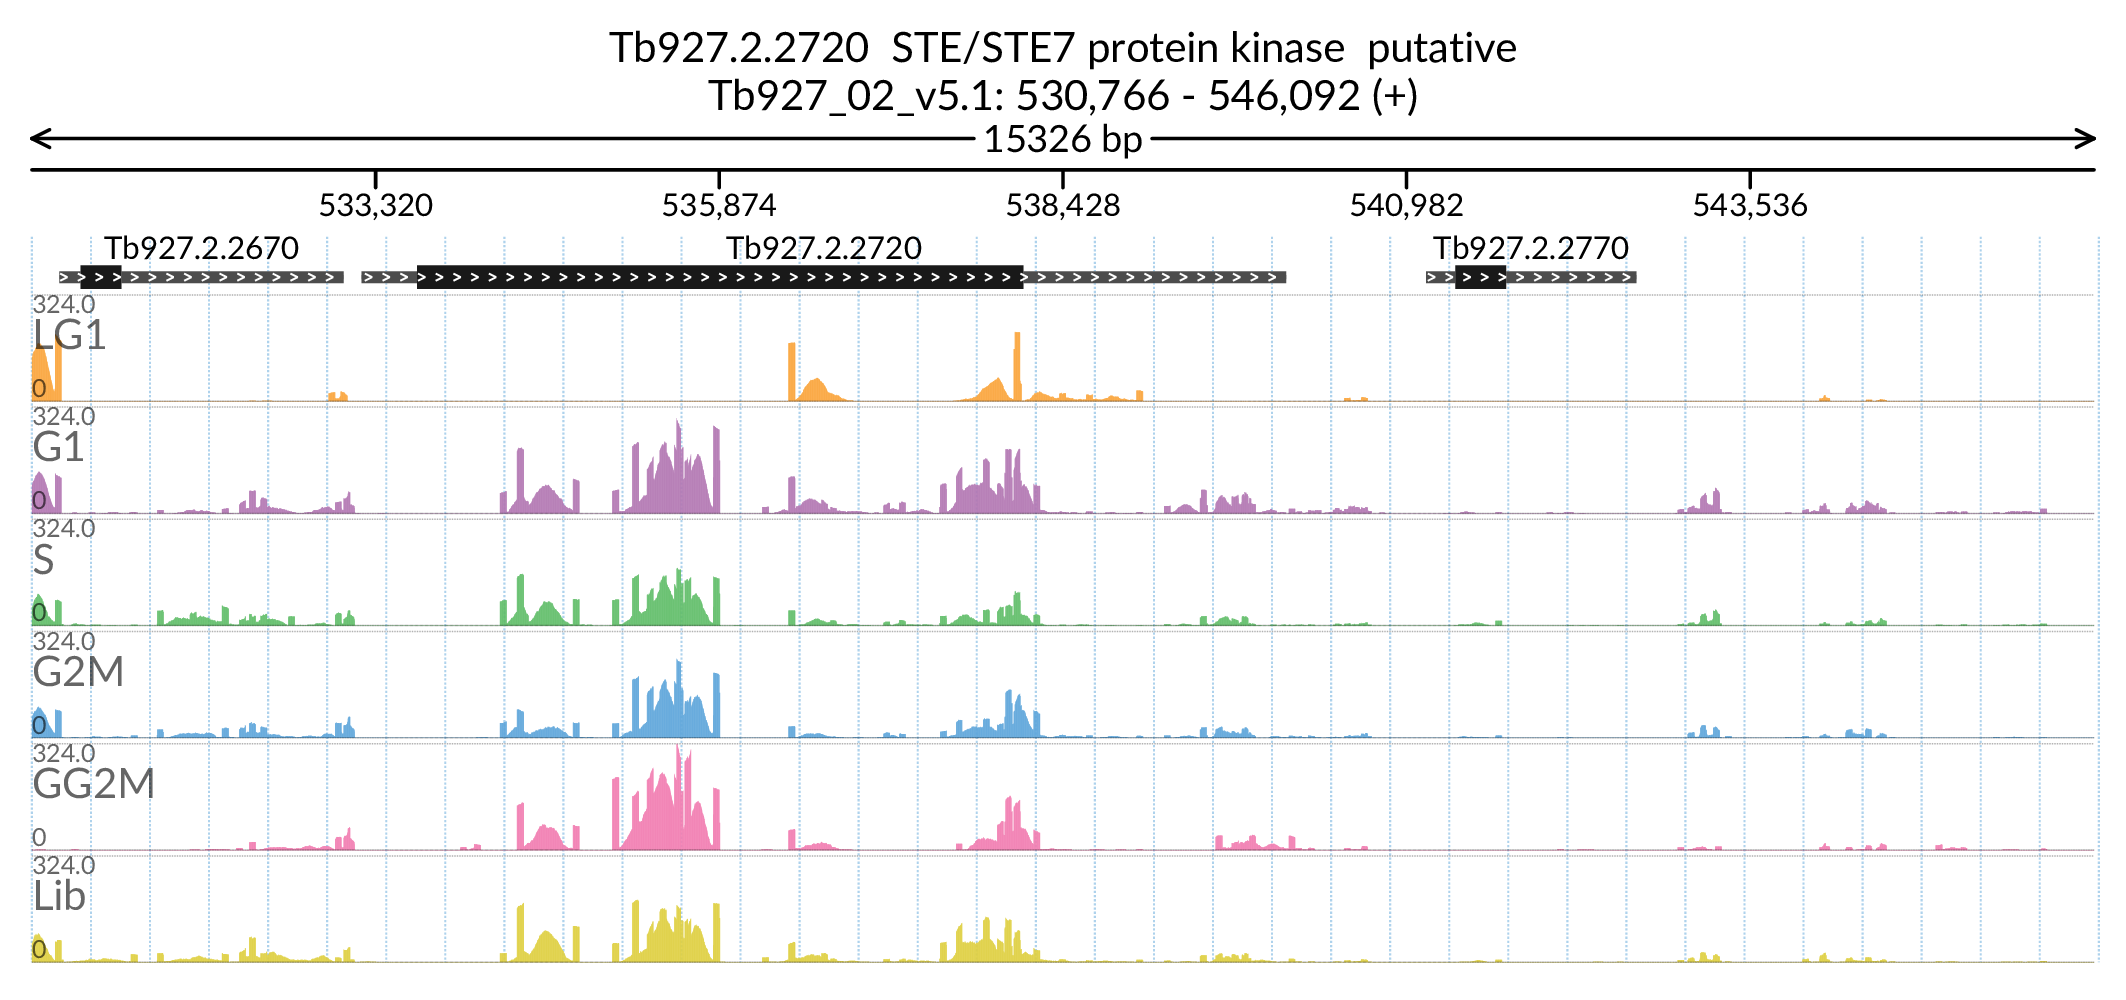 Tb927.2.2720 STE/STE7 protein kinase putative
Tb927_02_v5.1: 530,766 - 546,092 (+)
15326 bp
533,320 535,874 538,428 540,982 543,536
Tb927.2.2670 Tb927.2.2720 Tb927.2.2770
324.0
LG1
0
324.0
G1
0
324.0
S
0
324.0
G2M
0
324.0
GG2M
0
324.0
Lib
0